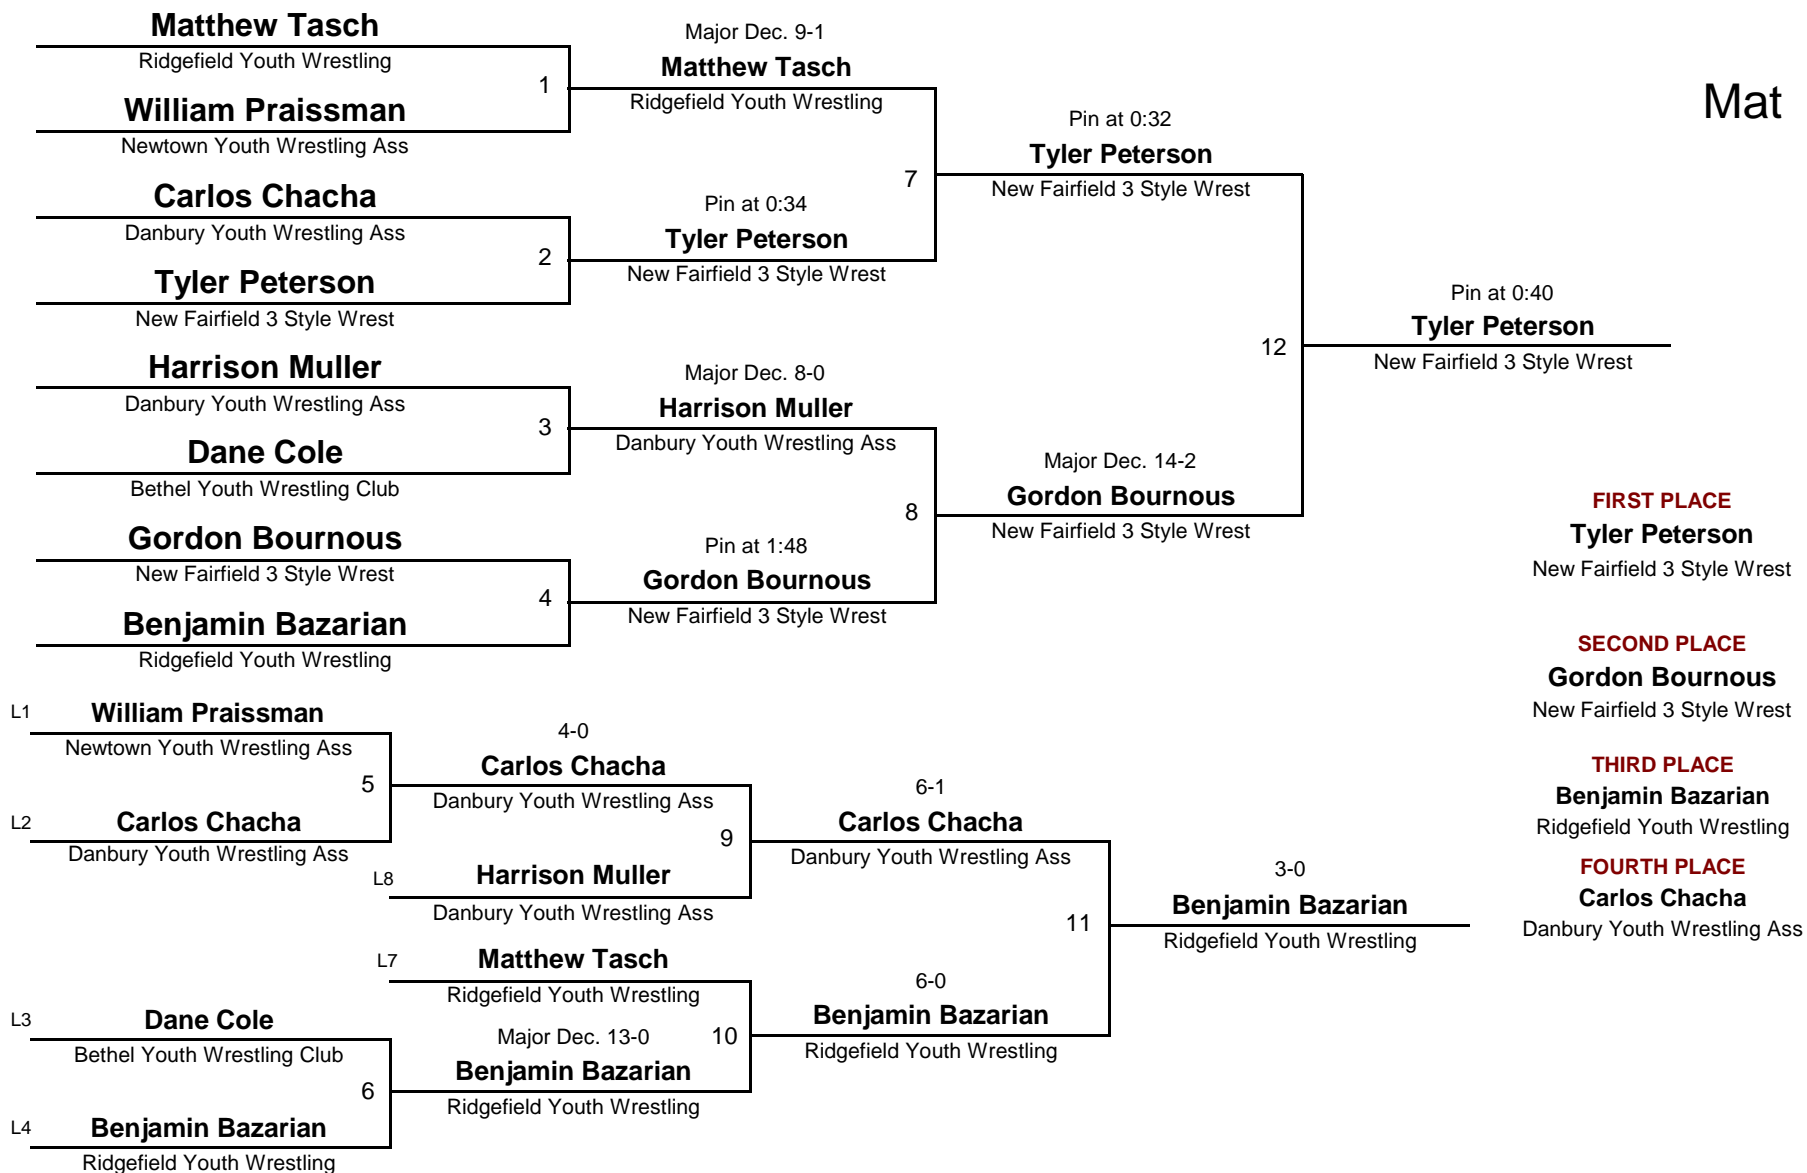 Matthew Tasch
Ridgefield Youth Wrestling
1
William Praissman
Newtown Youth Wrestling Ass
Carlos Chacha
Danbury Youth Wrestling Ass
2
Tyler Peterson
New Fairfield 3 Style Wrest
Harrison Muller
Danbury Youth Wrestling Ass
3
Dane Cole
Bethel Youth Wrestling Club
Gordon Bournous
New Fairfield 3 Style Wrest
4
Benjamin Bazarian
Ridgefield Youth Wrestling
Major Dec. 9-1
Matthew Tasch
Ridgefield Youth Wrestling
7
Pin at 0:34
Tyler Peterson
New Fairfield 3 Style Wrest
Major Dec. 8-0
Harrison Muller
Danbury Youth Wrestling Ass
8
Pin at 1:48
Gordon Bournous
New Fairfield 3 Style Wrest
Pin at 0:32
Tyler Peterson
New Fairfield 3 Style Wrest
12
Major Dec. 14-2
Gordon Bournous
New Fairfield 3 Style Wrest
Pin at 0:40
Tyler Peterson
New Fairfield 3 Style Wrest
Mat
FIRST PLACE
Tyler Peterson
New Fairfield 3 Style Wrest
SECOND PLACE
Gordon Bournous
New Fairfield 3 Style Wrest
THIRD PLACE
Benjamin Bazarian
Ridgefield Youth Wrestling
FOURTH PLACE
Carlos Chacha
Danbury Youth Wrestling Ass
L1
William Praissman
Newtown Youth Wrestling Ass
5
L2
Carlos Chacha
Danbury Youth Wrestling Ass
L3
Dane Cole
Bethel Youth Wrestling Club
6
L4
Benjamin Bazarian
Ridgefield Youth Wrestling
4-0
Carlos Chacha
Danbury Youth Wrestling Ass
9
L8
Harrison Muller
Danbury Youth Wrestling Ass
L7
Matthew Tasch
Ridgefield Youth Wrestling
10
Major Dec. 13-0
Benjamin Bazarian
Ridgefield Youth Wrestling
6-1
Carlos Chacha
Danbury Youth Wrestling Ass
11
6-0
Benjamin Bazarian
Ridgefield Youth Wrestling
3-0
Benjamin Bazarian
Ridgefield Youth Wrestling